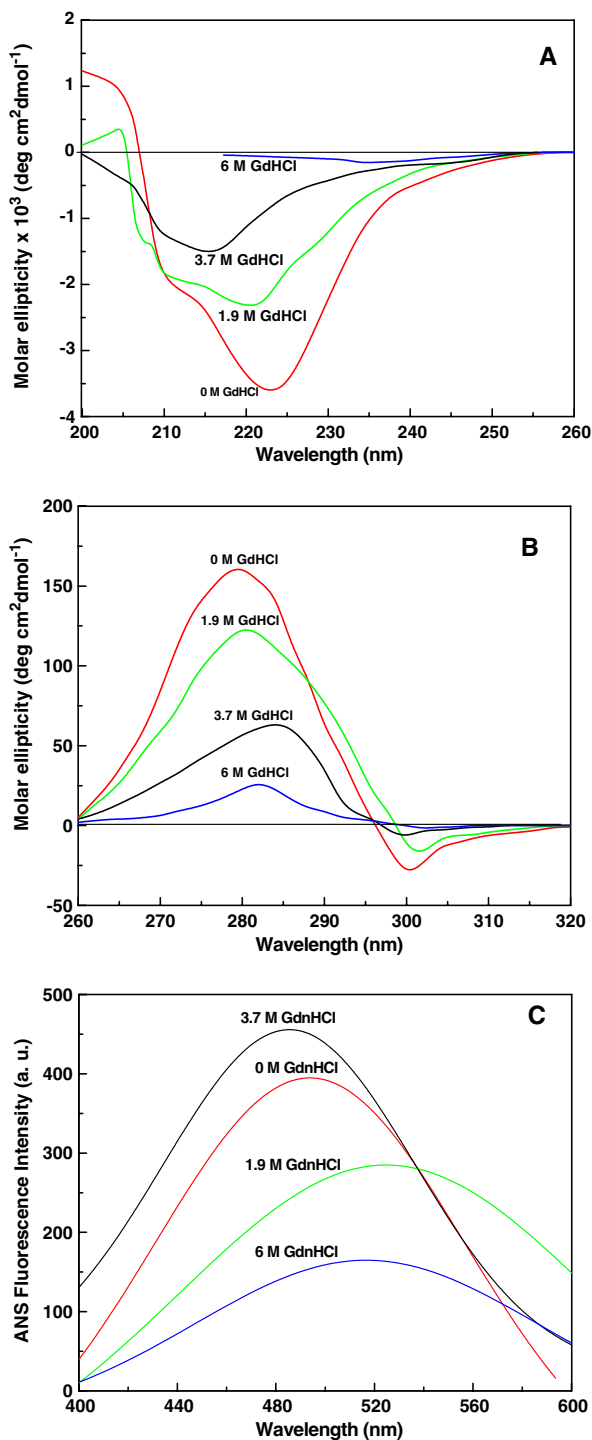 A
2
1
0
-1
-2
-3
-4
6 M GdHCl
3.7 M GdHCl
1.9 M GdHCl
0 M GdHCl
Molar ellipticity x 10³ (deg cm²dmol⁻¹)
200 210 220 230 240 250 260
Wavelength (nm)
B
200
150
100
50
0
-50
0 M GdHCl
1.9 M GdHCl
3.7 M GdHCl
6 M GdHCl
Molar ellipticity (deg cm²dmol⁻¹)
260 270 280 290 300 310 320
Wavelength (nm)
C
500
400
300
200
100
0
3.7 M GdnHCl
0 M GdnHCl
1.9 M GdnHCl
6 M GdnHCl
ANS Fluorescence Intensity (a. u.)
400 440 480 520 560 600
Wavelength (nm)